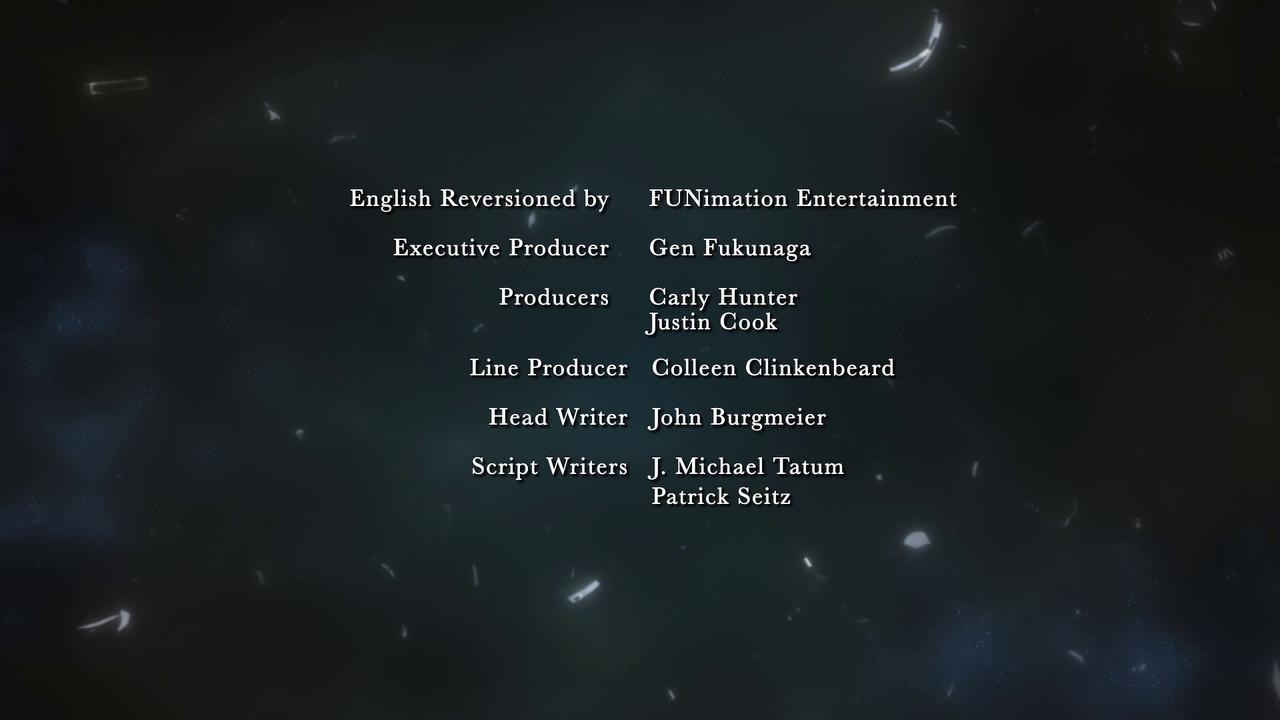 English Reversioned by FUNimation Entertainment
Executive Producer Gen Fukunaga
Producers Carly Hunter
Justin Cook
Line Producer Colleen Clinkenbeard
Head Writer John Burgmeier
Script Writers J. Michael Tatum
Patrick Seitz